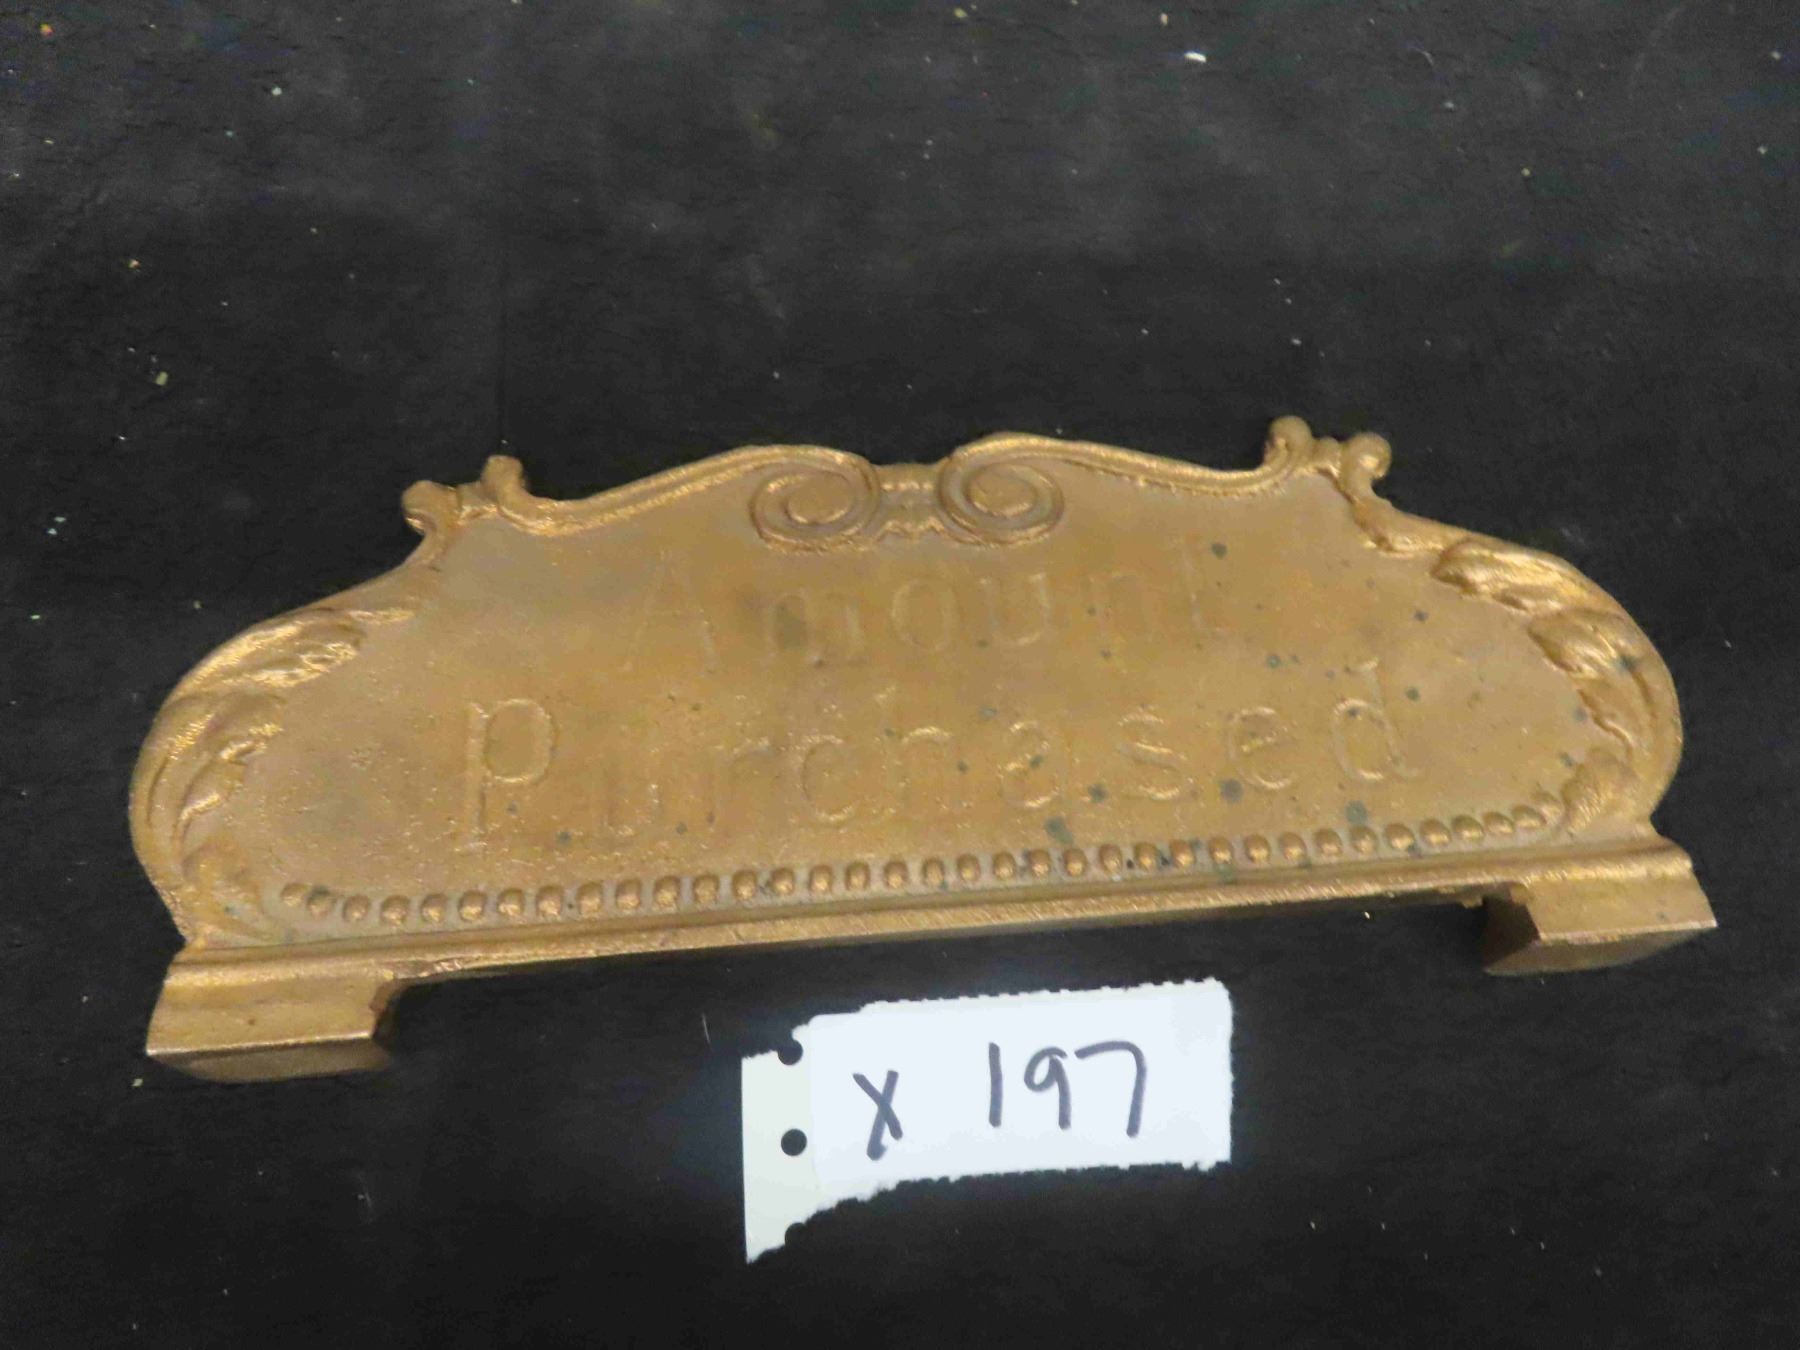 Amount
Purchased
X 197